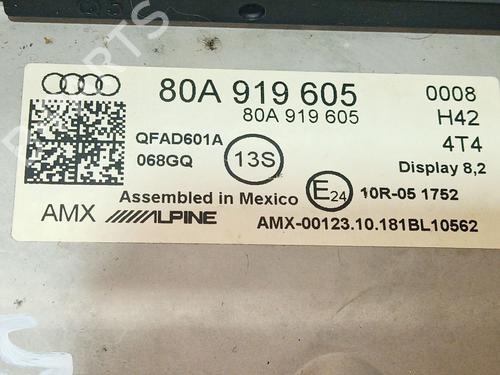 80A 919 605 0008
80A 919 605 H42
QFAD601A 4T4
068GQ 13S Display 8,2
Assembled in Mexico E24 10R-05 1752
AMX ALPINE AMX-00123.10.181BL10562